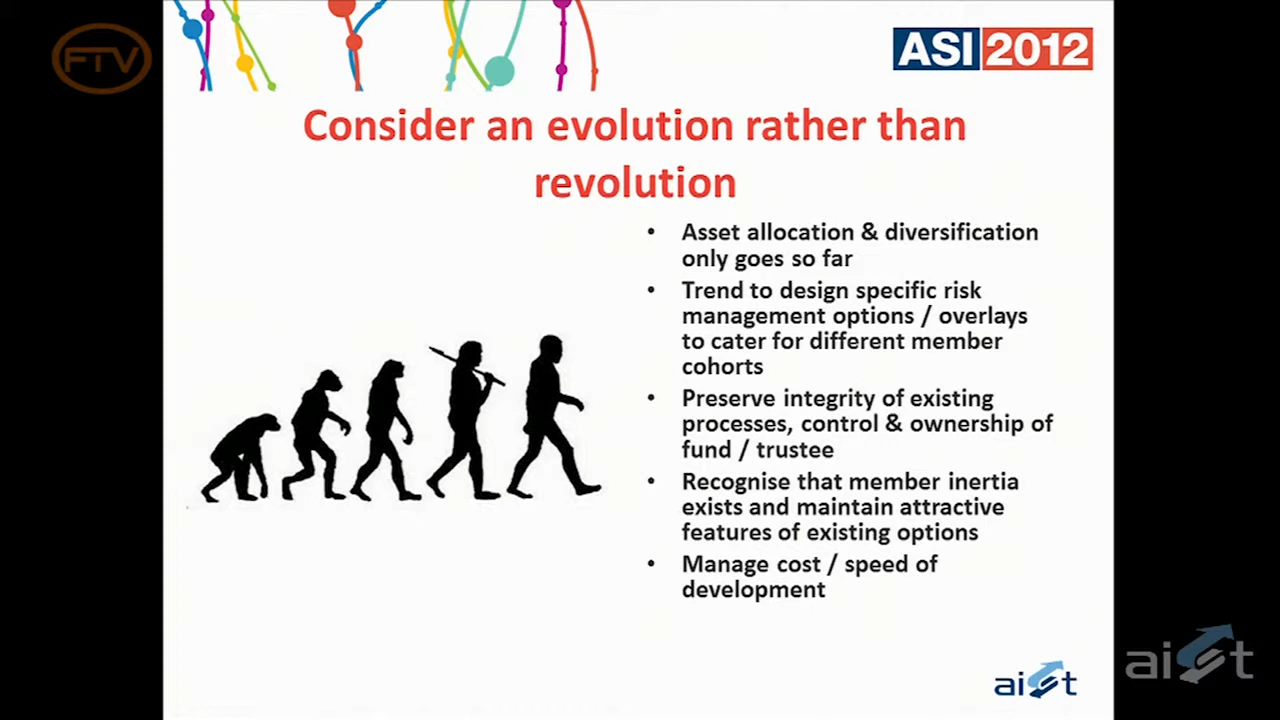 FTV
ASI 2012
Consider an evolution rather than
revolution
• Asset allocation & diversification
only goes so far
• Trend to design specific risk
management options / overlays
to cater for different member
cohorts
• Preserve integrity of existing
processes, control & ownership of
fund / trustee
• Recognise that member inertia
exists and maintain attractive
features of existing options
• Manage cost / speed of
development
aist
aist